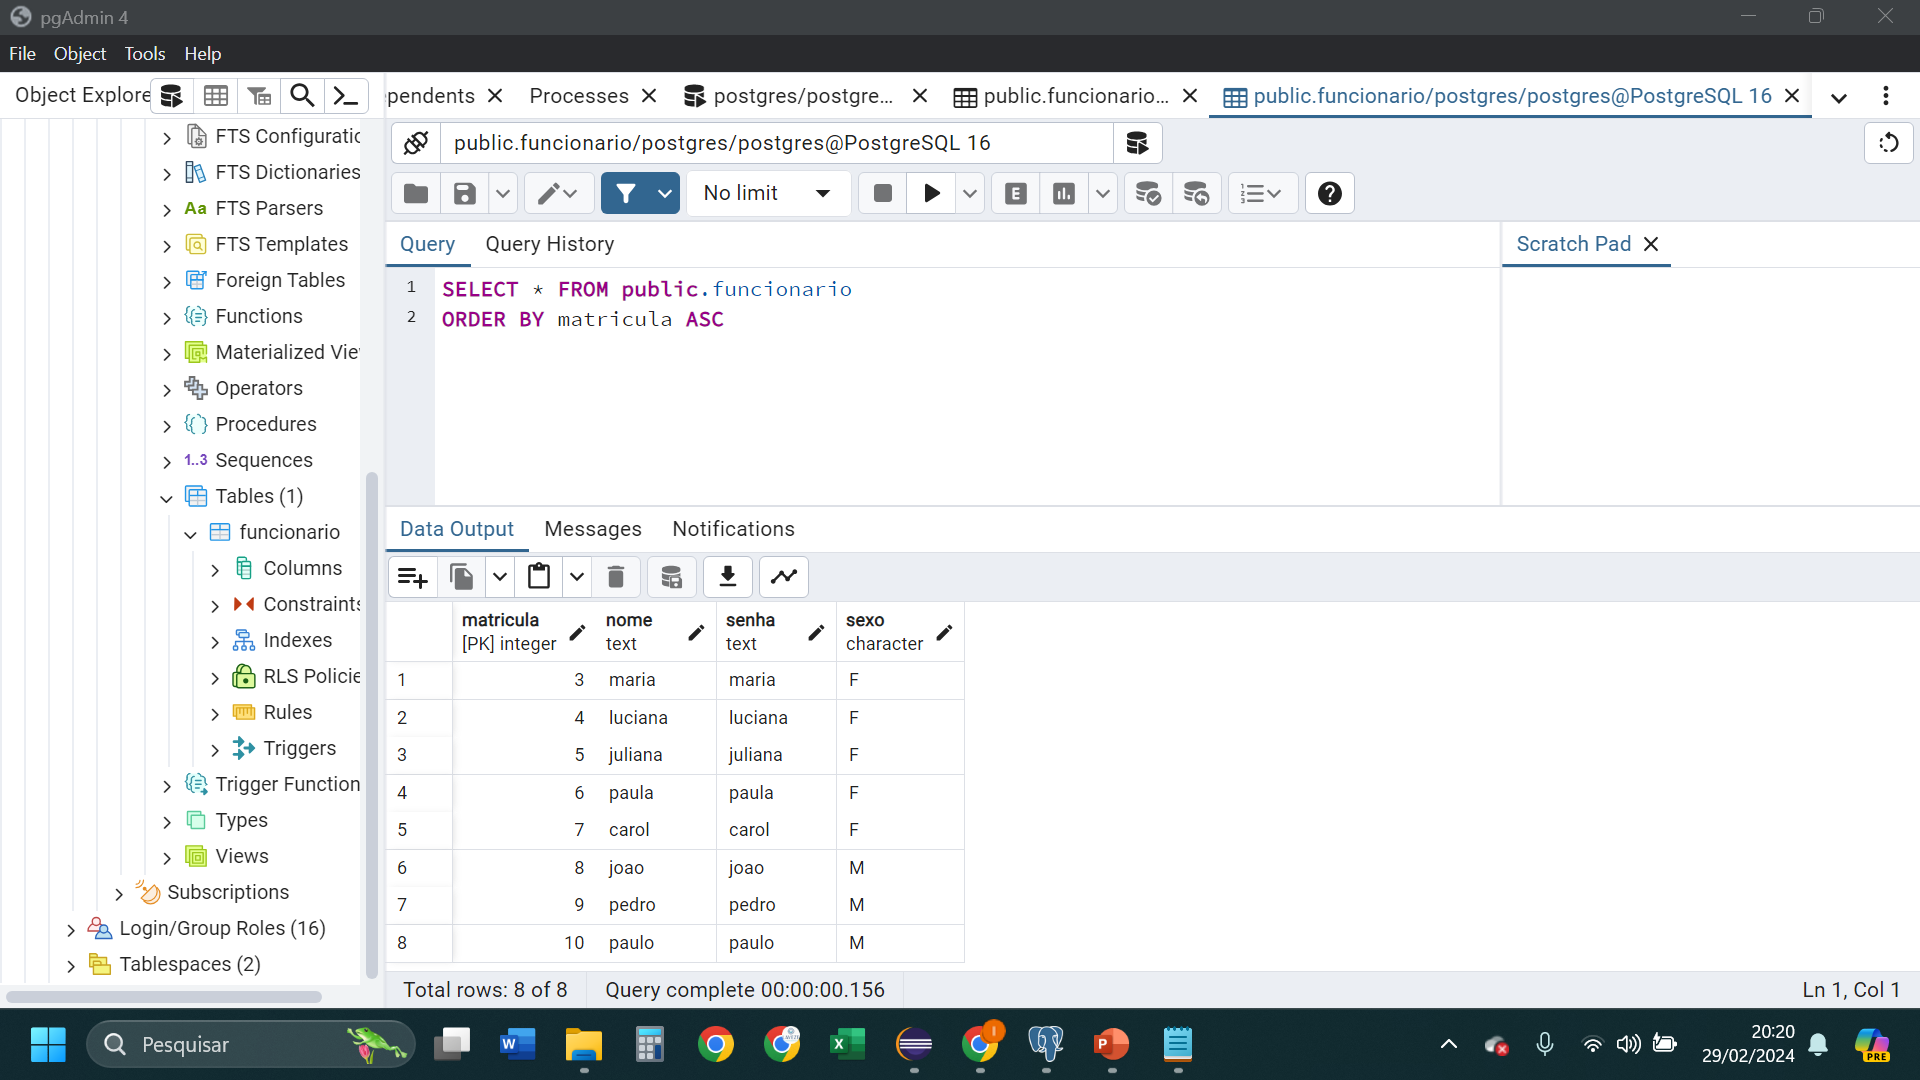 pgAdmin 4
File Object Tools Help
Object Explore
pendents
Processes
postgres/postgre...
public.funcionario...
public.funcionario/postgres/postgres@PostgreSQL 16
public.funcionario/postgres/postgres@PostgreSQL 16
No limit
E
Query
Query History
Scratch Pad
1 SELECT * FROM public.funcionario
2 ORDER BY matricula ASC
FTS Configuratio
FTS Dictionaries
Aa FTS Parsers
FTS Templates
Foreign Tables
Functions
Materialized Vie
Operators
Procedures
1..3 Sequences
Tables (1)
funcionario
Columns
Constraints
Indexes
RLS Policie
Rules
Triggers
Trigger Function
Types
Views
Subscriptions
Login/Group Roles (16)
Tablespaces (2)
Data Output
Messages
Notifications
matricula nome senha sexo
[PK] integer text text character
1 3 maria maria F
2 4 luciana luciana F
3 5 juliana juliana F
4 6 paula paula F
5 7 carol carol F
6 8 joao joao M
7 9 pedro pedro M
8 10 paulo paulo M
Total rows: 8 of 8
Query complete 00:00:00.156
Ln 1, Col 1
Pesquisar
20:20
29/02/2024
PRE